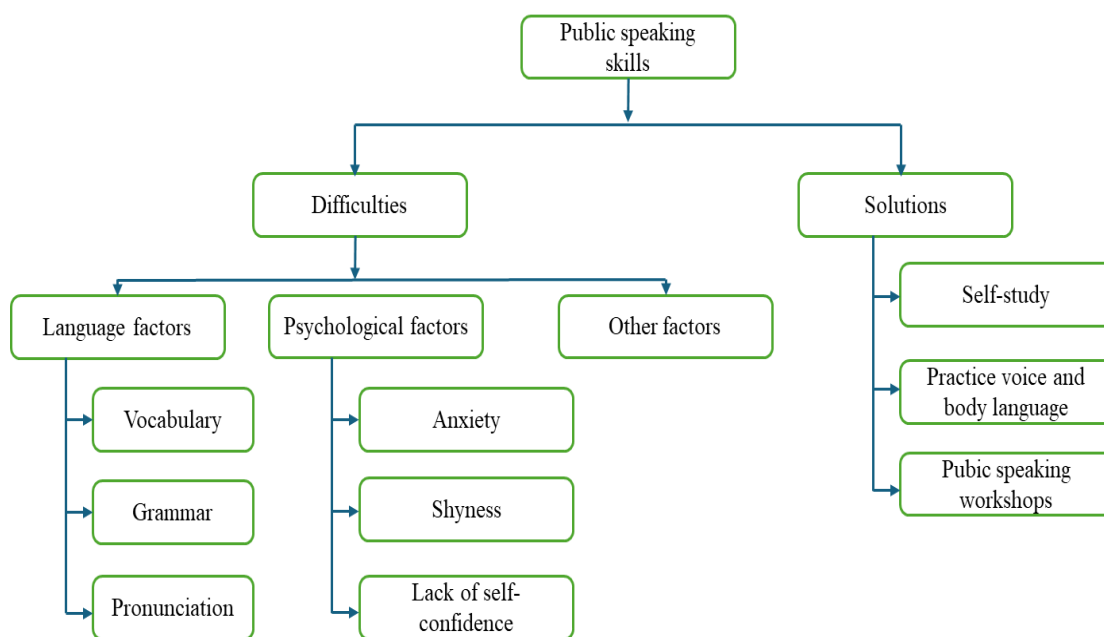 Public speaking
skills
Difficulties
Solutions
Language factors
Psychological factors
Other factors
Self-study
Practice voice and
body language
Pubic speaking
workshops
Vocabulary
Anxiety
Grammar
Shyness
Pronunciation
Lack of self-
confidence